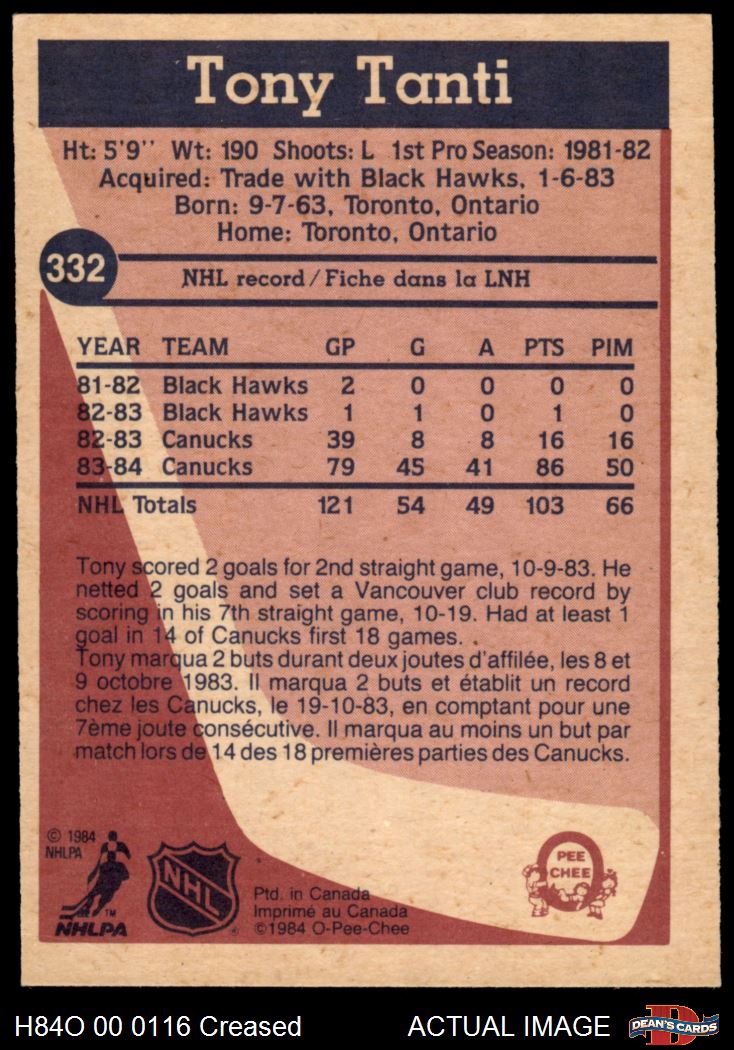 Tony Tanti
Ht: 5'9'' Wt: 190 Shoots: L 1st Pro Season: 1981-82
Acquired: Trade with Black Hawks, 1-6-83
Born: 9-7-63, Toronto, Ontario
Home: Toronto, Ontario
332
NHL record/Fiche dans la LNH
YEAR TEAM GP G A PTS PIM
81-82 Black Hawks 2 0 0 0 0
82-83 Black Hawks 1 1 0 1 0
82-83 Canucks 39 8 8 16 16
83-84 Canucks 79 45 41 86 50
NHL Totals 121 54 49 103 66
Tony scored 2 goals for 2nd straight game, 10-9-83. He
netted 2 goals and set a Vancouver club record by
scoring in his 7th straight game, 10-19. Had at least 1
goal in 14 of Canucks first 18 games.
Tony marqua 2 buts durant deux joutes d'affilée, les 8 et
9 octobre 1983. Il marqua 2 buts et établit un record
chez les Canucks, le 19-10-83, en comptant pour une
7ème joute consécutive. Il marqua au moins un but par
match lors de 14 des 18 premières parties des Canucks.
© 1984
NHLPA
TM
NHLPA
NHL
Ptd. in Canada
Imprimé au Canada
©1984 O-Pee-Chee
O
PEE
CHEE
H84O 00 0116 Creased
ACTUAL IMAGE
D
DEAN'S CARDS